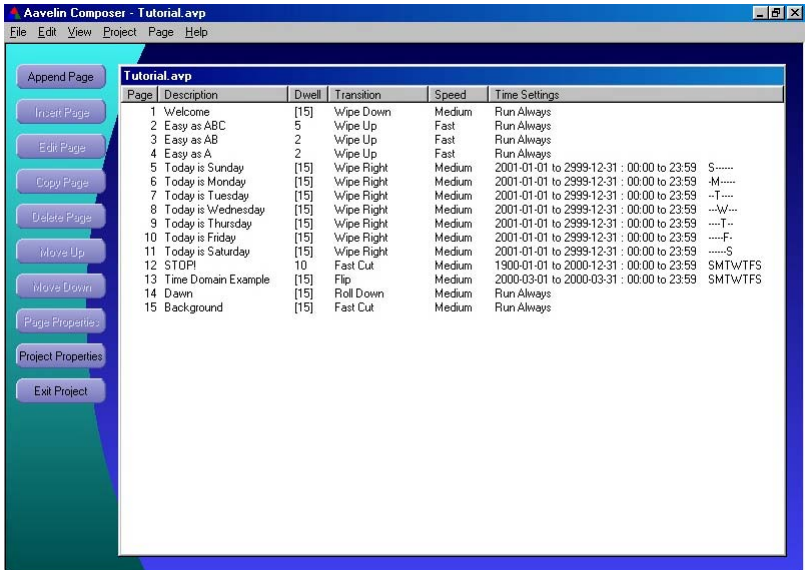 Aavelin Composer - Tutorial.avp
File Edit View Project Page Help
Append Page
Insert Page
Edit Page
Copy Page
Delete Page
Move Up
Move Down
Page Properties
Project Properties
Exit Project
Tutorial.avp
Page Description Dwell Transition Speed Time Settings
1 Welcome [15] Wipe Down Medium Run Always
2 Easy as ABC 5 Wipe Up Fast Run Always
3 Easy as AB 2 Wipe Up Fast Run Always
4 Easy as A 2 Wipe Up Fast Run Always
5 Today is Sunday [15] Wipe Right Medium 2001-01-01 to 2999-12-31 : 00:00 to 23:59 S------
6 Today is Monday [15] Wipe Right Medium 2001-01-01 to 2999-12-31 : 00:00 to 23:59 -M-----
7 Today is Tuesday [15] Wipe Right Medium 2001-01-01 to 2999-12-31 : 00:00 to 23:59 --T----
8 Today is Wednesday [15] Wipe Right Medium 2001-01-01 to 2999-12-31 : 00:00 to 23:59 ---W---
9 Today is Thursday [15] Wipe Right Medium 2001-01-01 to 2999-12-31 : 00:00 to 23:59 ----T--
10 Today is Friday [15] Wipe Right Medium 2001-01-01 to 2999-12-31 : 00:00 to 23:59 -----F-
11 Today is Saturday [15] Wipe Right Medium 2001-01-01 to 2999-12-31 : 00:00 to 23:59 ------S
12 STOP! 10 Fast Cut Medium 1900-01-01 to 2000-12-31 : 00:00 to 23:59 SMTWTFS
13 Time Domain Example [15] Flip Medium 2000-03-01 to 2000-03-31 : 00:00 to 23:59 SMTWTFS
14 Dawn [15] Roll Down Medium Run Always
15 Background [15] Fast Cut Medium Run Always